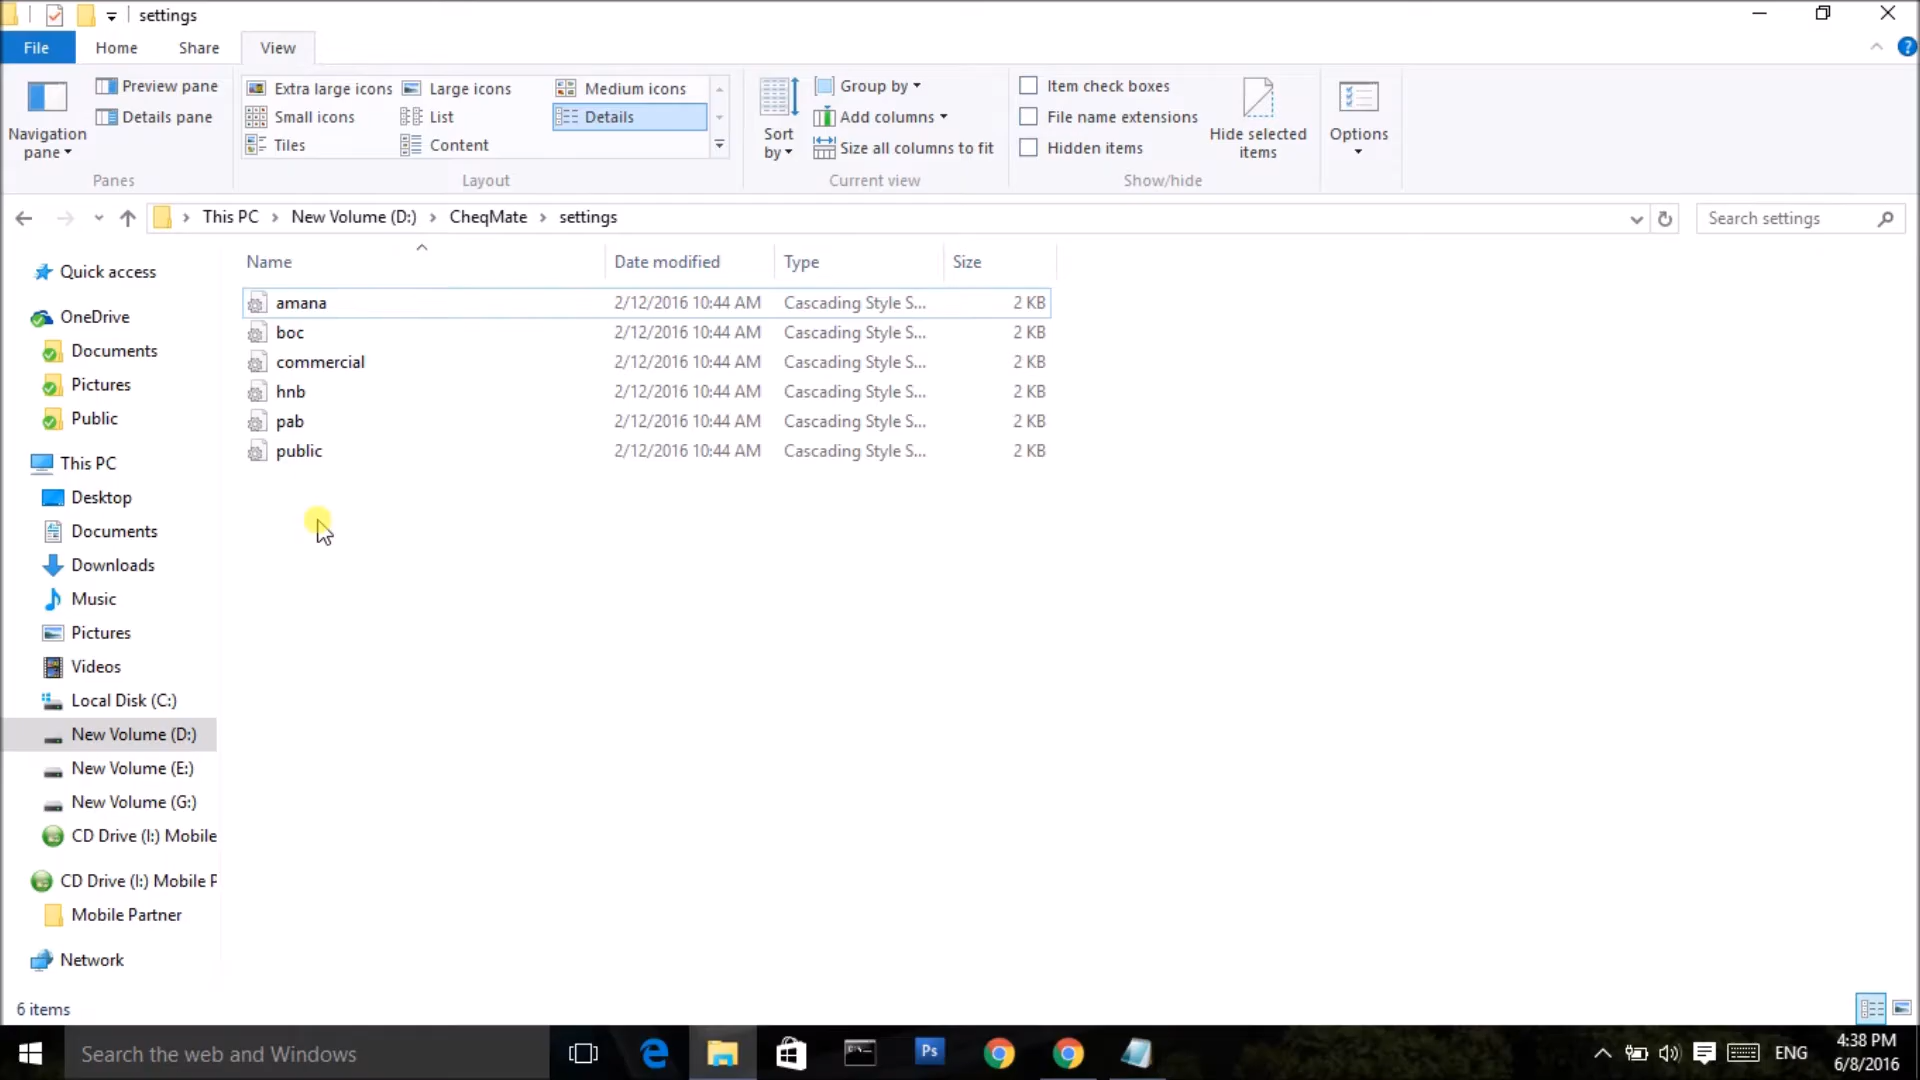 settings
File Home Share View
Navigation pane
Preview pane
Details pane
Panes
Extra large icons Large icons Medium icons
Small icons List Details
Tiles Content
Layout
Sort by
Group by
Add columns
Size all columns to fit
Current view
Item check boxes
File name extensions
Hidden items
Hide selected items
Show/hide
Options
This PC New Volume (D:) CheqMate settings
Search settings
Quick access
OneDrive
Documents
Pictures
Public
This PC
Desktop
Documents
Downloads
Music
Pictures
Videos
Local Disk (C:)
New Volume (D:)
New Volume (E:)
New Volume (G:)
CD Drive (I:) Mobile
CD Drive (I:) Mobile P
Mobile Partner
Network
Name Date modified Type Size
amana 2/12/2016 10:44 AM Cascading Style S... 2 KB
boc 2/12/2016 10:44 AM Cascading Style S... 2 KB
commercial 2/12/2016 10:44 AM Cascading Style S... 2 KB
hnb 2/12/2016 10:44 AM Cascading Style S... 2 KB
pab 2/12/2016 10:44 AM Cascading Style S... 2 KB
public 2/12/2016 10:44 AM Cascading Style S... 2 KB
6 items
Search the web and Windows
Ps
ENG
4:38 PM
6/8/2016